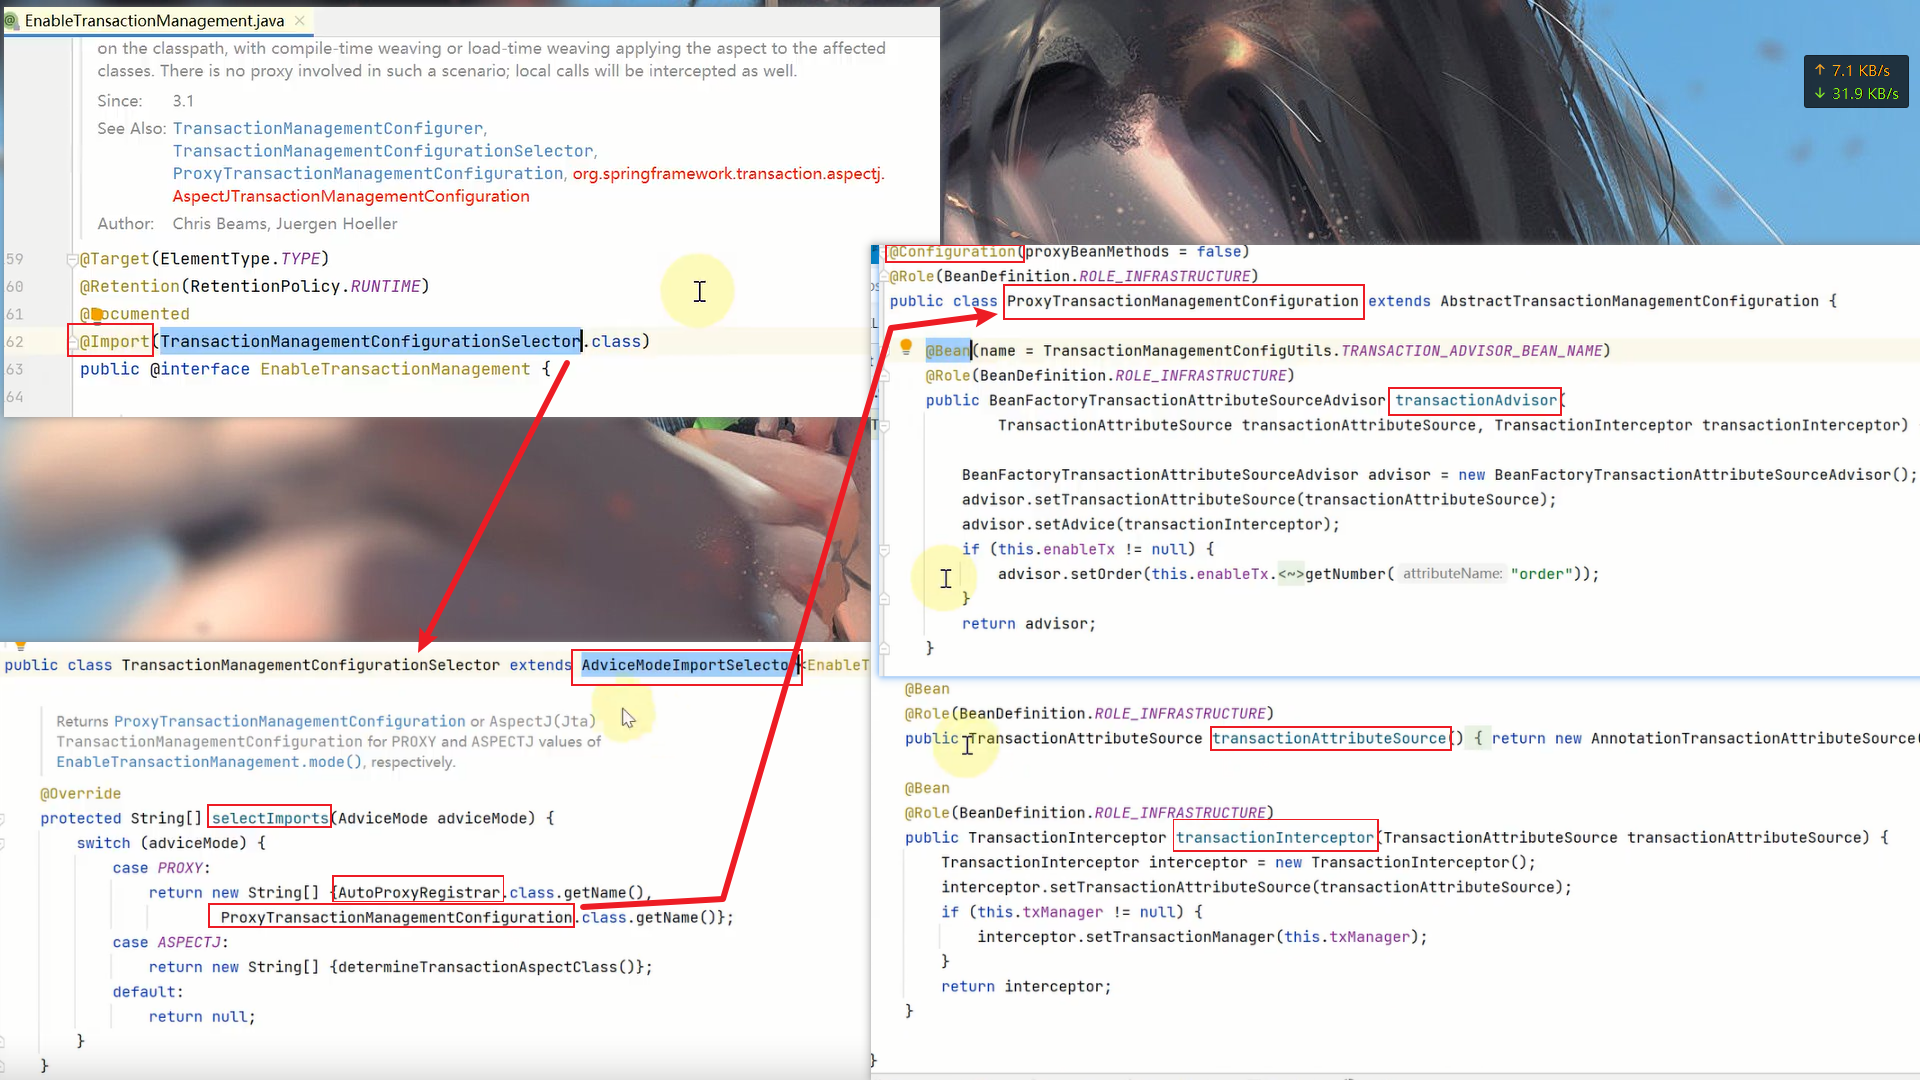 EnableTransactionManagement.java
on the classpath, with compile-time weaving or load-time weaving applying the aspect to the affected
classes. There is no proxy involved in such a scenario; local calls will be intercepted as well.
Since: 3.1
See Also: TransactionManagementConfigurer,
TransactionManagementConfigurationSelector,
ProxyTransactionManagementConfiguration, org.springframework.transaction.aspectj.
AspectJTransactionManagementConfiguration
Author: Chris Beams, Juergen Hoeller
59 @Target(ElementType.TYPE)
60 @Retention(RetentionPolicy.RUNTIME)
61 @Documented
62 @Import(TransactionManagementConfigurationSelector.class)
63 public @interface EnableTransactionManagement {
64
↑ 7.1 KB/s
↓ 31.9 KB/s
public class TransactionManagementConfigurationSelector extends AdviceModeImportSelector<EnableT
Returns ProxyTransactionManagementConfiguration or AspectJ(Jta)
TransactionManagementConfiguration for PROXY and ASPECTJ values of
EnableTransactionManagement.mode(), respectively.
@Override
protected String[] selectImports(AdviceMode adviceMode) {
switch (adviceMode) {
case PROXY:
return new String[] {AutoProxyRegistrar.class.getName(),
ProxyTransactionManagementConfiguration.class.getName()};
case ASPECTJ:
return new String[] {determineTransactionAspectClass()};
default:
return null;
}
}
@Configuration(proxyBeanMethods = false)
@Role(BeanDefinition.ROLE_INFRASTRUCTURE)
public class ProxyTransactionManagementConfiguration extends AbstractTransactionManagementConfiguration {
@Bean(name = TransactionManagementConfigUtils.TRANSACTION_ADVISOR_BEAN_NAME)
@Role(BeanDefinition.ROLE_INFRASTRUCTURE)
public BeanFactoryTransactionAttributeSourceAdvisor transactionAdvisor(
TransactionAttributeSource transactionAttributeSource, TransactionInterceptor transactionInterceptor)
BeanFactoryTransactionAttributeSourceAdvisor advisor = new BeanFactoryTransactionAttributeSourceAdvisor();
advisor.setTransactionAttributeSource(transactionAttributeSource);
advisor.setAdvice(transactionInterceptor);
if (this.enableTx != null) {
advisor.setOrder(this.enableTx.<~>getNumber( attributeName: "order"));
}
return advisor;
}
@Bean
@Role(BeanDefinition.ROLE_INFRASTRUCTURE)
public TransactionAttributeSource transactionAttributeSource() { return new AnnotationTransactionAttributeSource(
@Bean
@Role(BeanDefinition.ROLE_INFRASTRUCTURE)
public TransactionInterceptor transactionInterceptor(TransactionAttributeSource transactionAttributeSource) {
TransactionInterceptor interceptor = new TransactionInterceptor();
interceptor.setTransactionAttributeSource(transactionAttributeSource);
if (this.txManager != null) {
interceptor.setTransactionManager(this.txManager);
}
return interceptor;
}
}